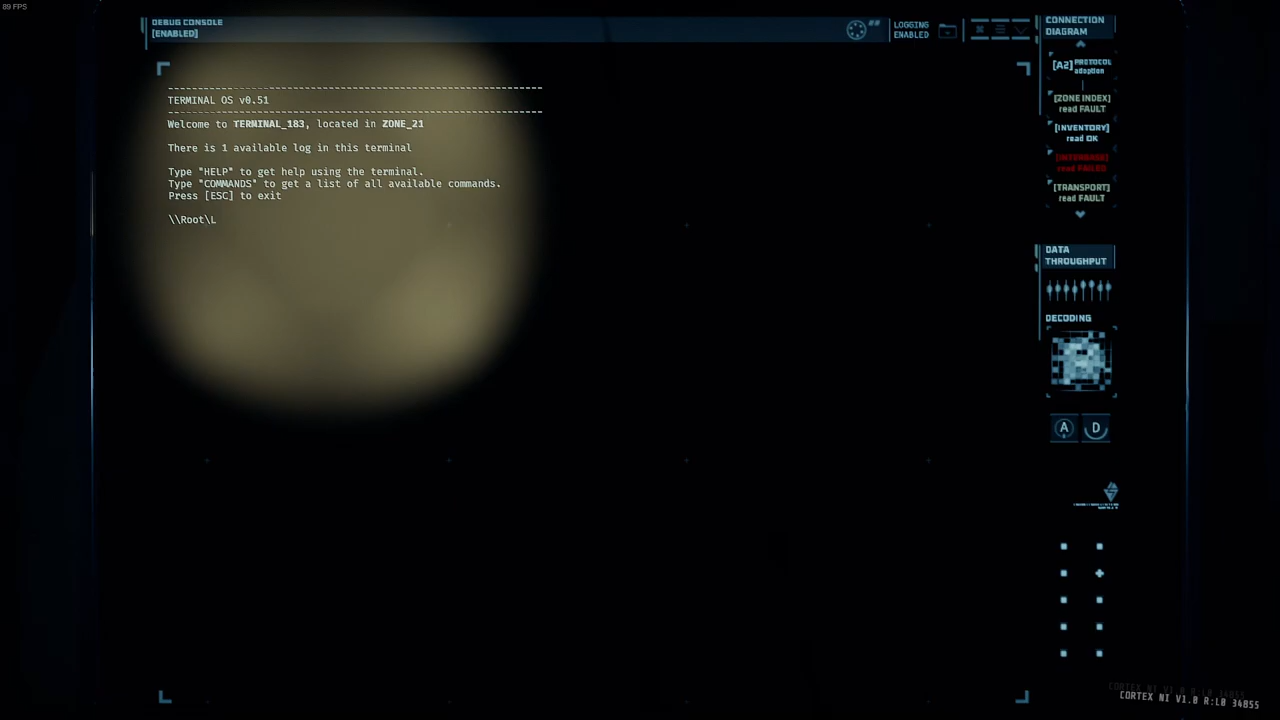 89 FPS
DEBUG CONSOLE
[ENABLED]
LOGGING
ENABLED
CONNECTION
DIAGRAM
[A2] PROTOCOL
adoption
[ZONE INDEX]
read FAULT
[INVENTORY]
read OK
read FAILED
[TRANSPORT]
read FAULT
------------------------------------------------------------------
TERMINAL OS v0.51
------------------------------------------------------------------
Welcome to TERMINAL_183, located in ZONE_21
There is 1 available log in this terminal
Type "HELP" to get help using the terminal.
Type "COMMANDS" to get a list of all available commands.
Press [ESC] to exit
\\Root\L
DATA
THROUGHPUT
DECODING
A D
CORTEX NI V1.0 R:L0 34855